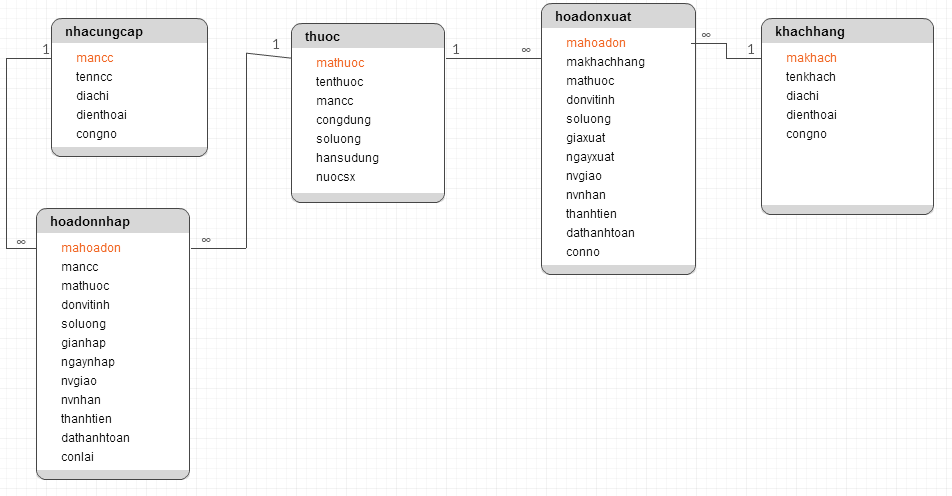 nhacungcap
1
mancc
tenncc
diachi
dienthoai
congno
thuoc
1
1
mathuoc
tenthuoc
mancc
congdung
soluong
hansudung
nuocsx
hoadonxuat
∞
∞
mahoadon
makhachhang
mathuoc
donvitinh
soluong
giaxuat
ngayxuat
nvgiao
nvnhan
thanhtien
dathanhtoan
conno
khachhang
1
makhach
tenkhach
diachi
dienthoai
congno
hoadonnhap
∞
∞
mahoadon
mancc
mathuoc
donvitinh
soluong
gianhap
ngaynhap
nvgiao
nvnhan
thanhtien
dathanhtoan
conlai